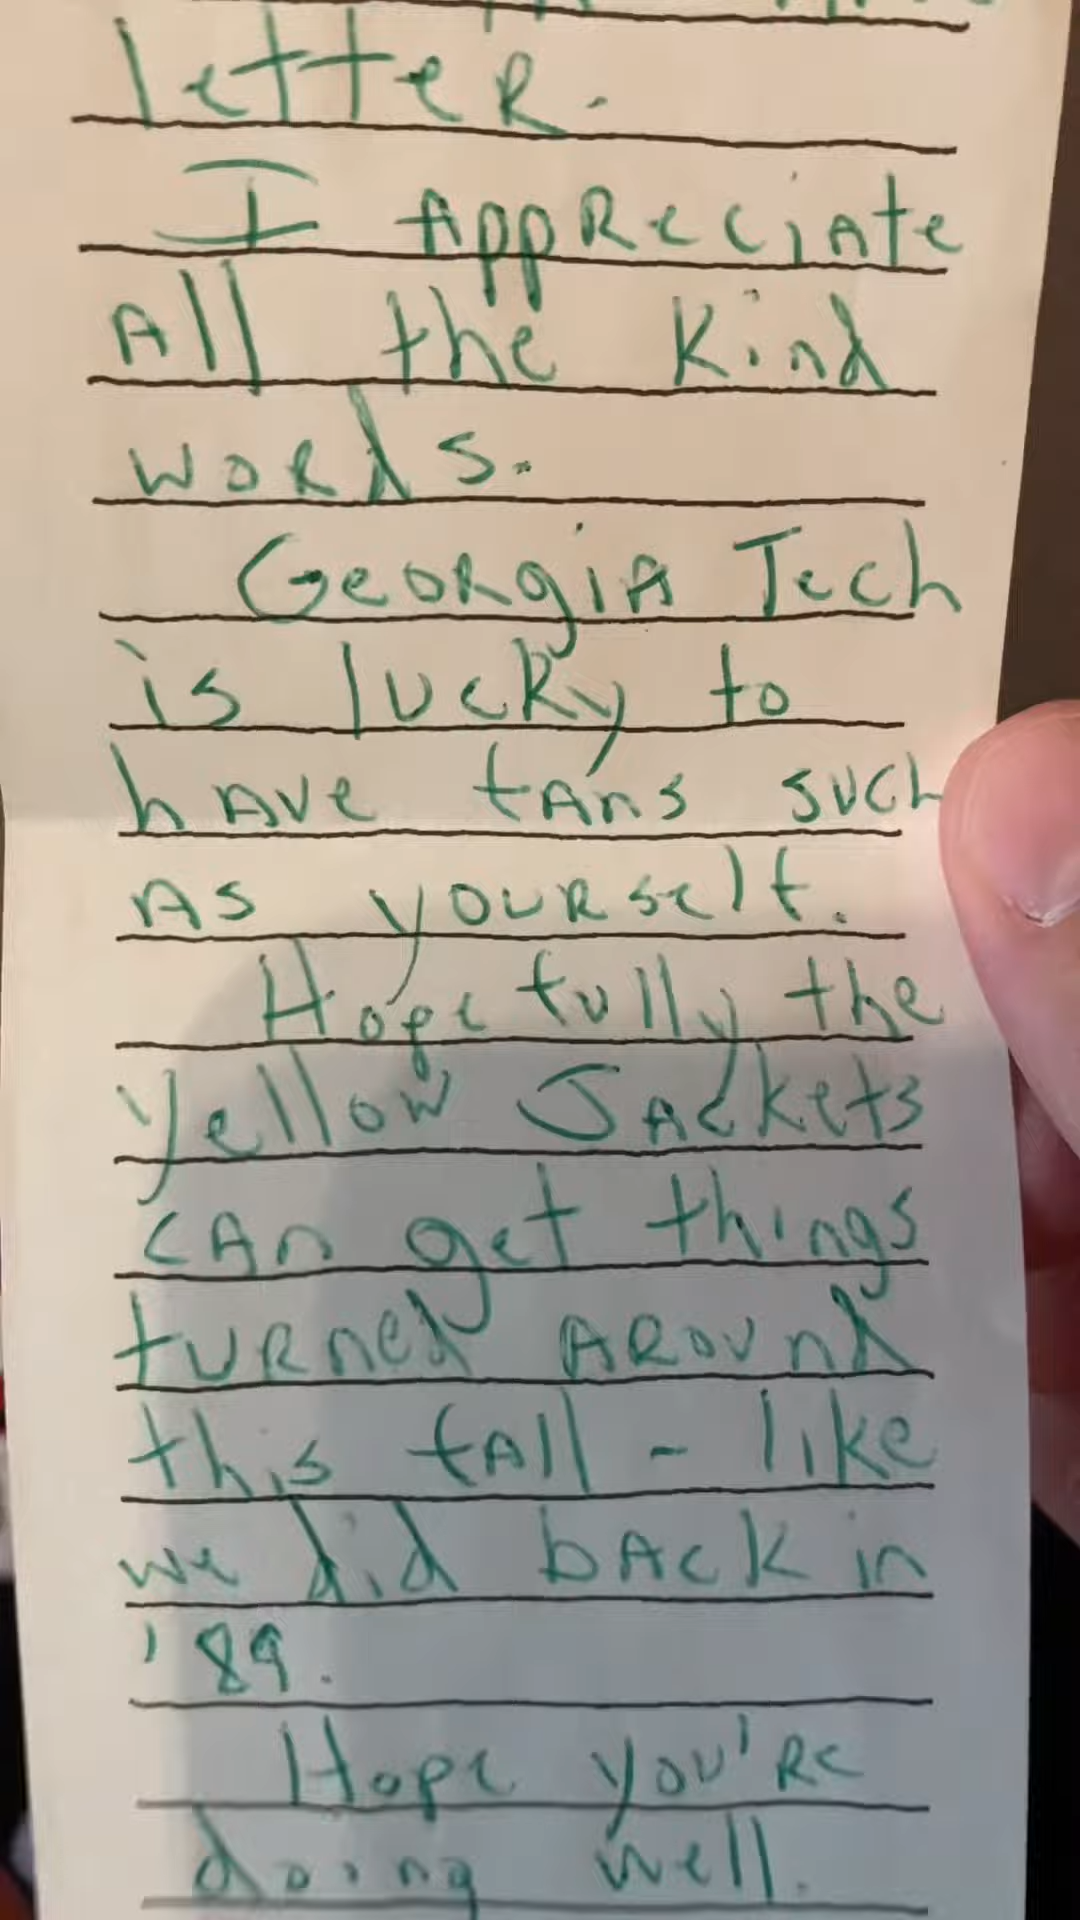 letter.
I Appreciate
All the Kind
words.
Georgia Tech
is lucky to
have fans such
As yourself.
Hopefully the
Yellow Jackets
can get things
turned Around
this fall - like
we did back in
'89.
Hope you're
doing well.